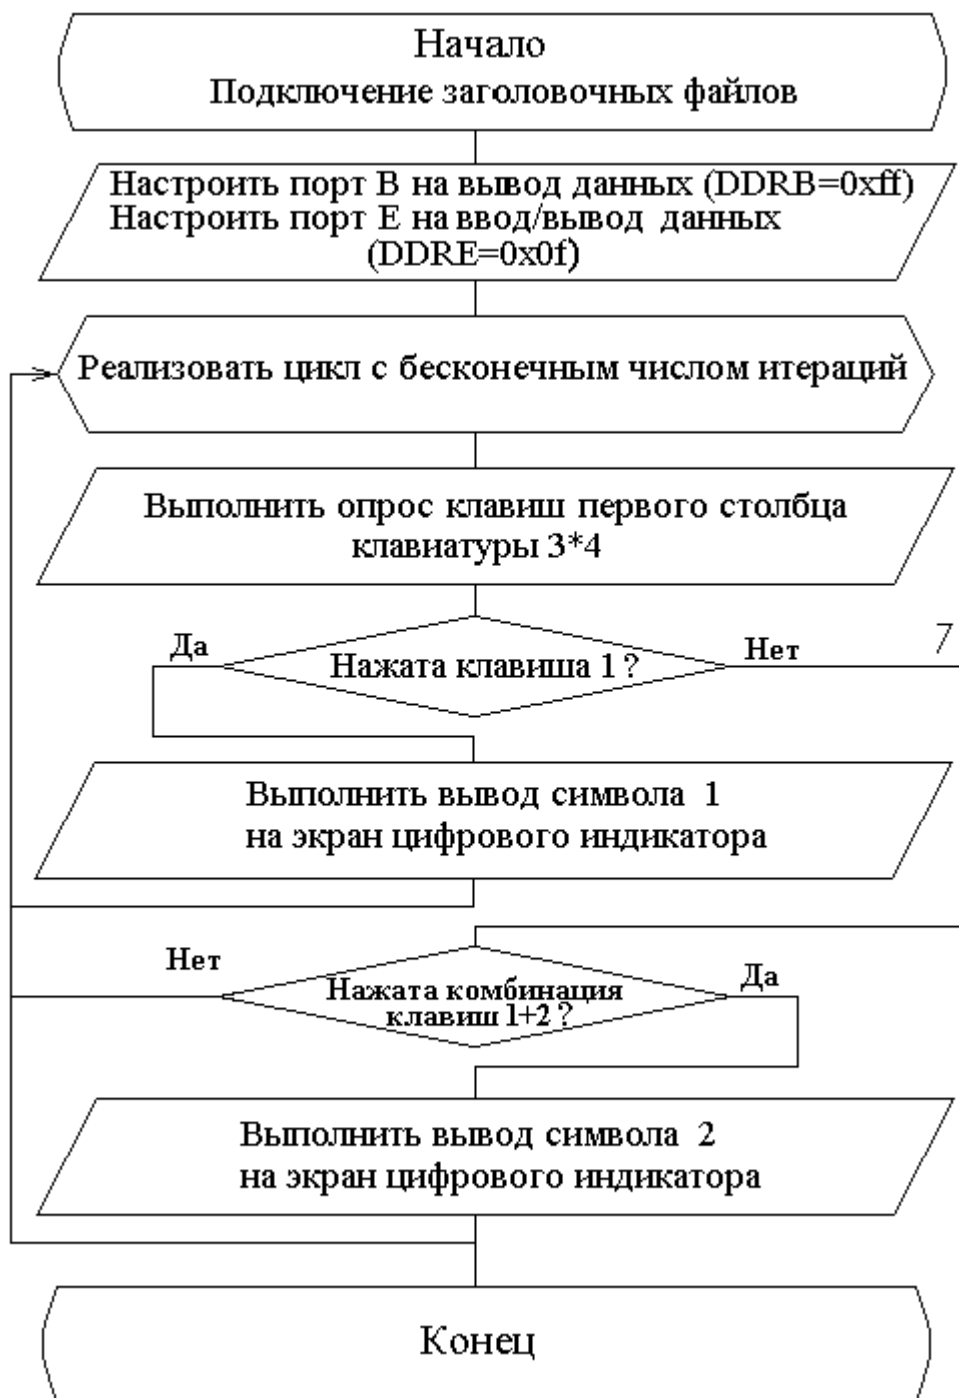 Начало
Подключение заголовочных файлов
Настроить порт В на вывод данных (DDRB=0xff)
Настроить порт Е на ввод/вывод данных
(DDRE=0x0f)
Реализовать цикл с бесконечным числом итераций
Выполнить опрос клавиш первого столбца
клавиатуры 3*4
Да
Нажата клавиша 1 ?
Нет
7
Выполнить вывод символа 1
на экран цифрового индикатора
Нет
Нажата комбинация
клавиш 1+2 ?
Да
Выполнить вывод символа 2
на экран цифрового индикатора
Конец